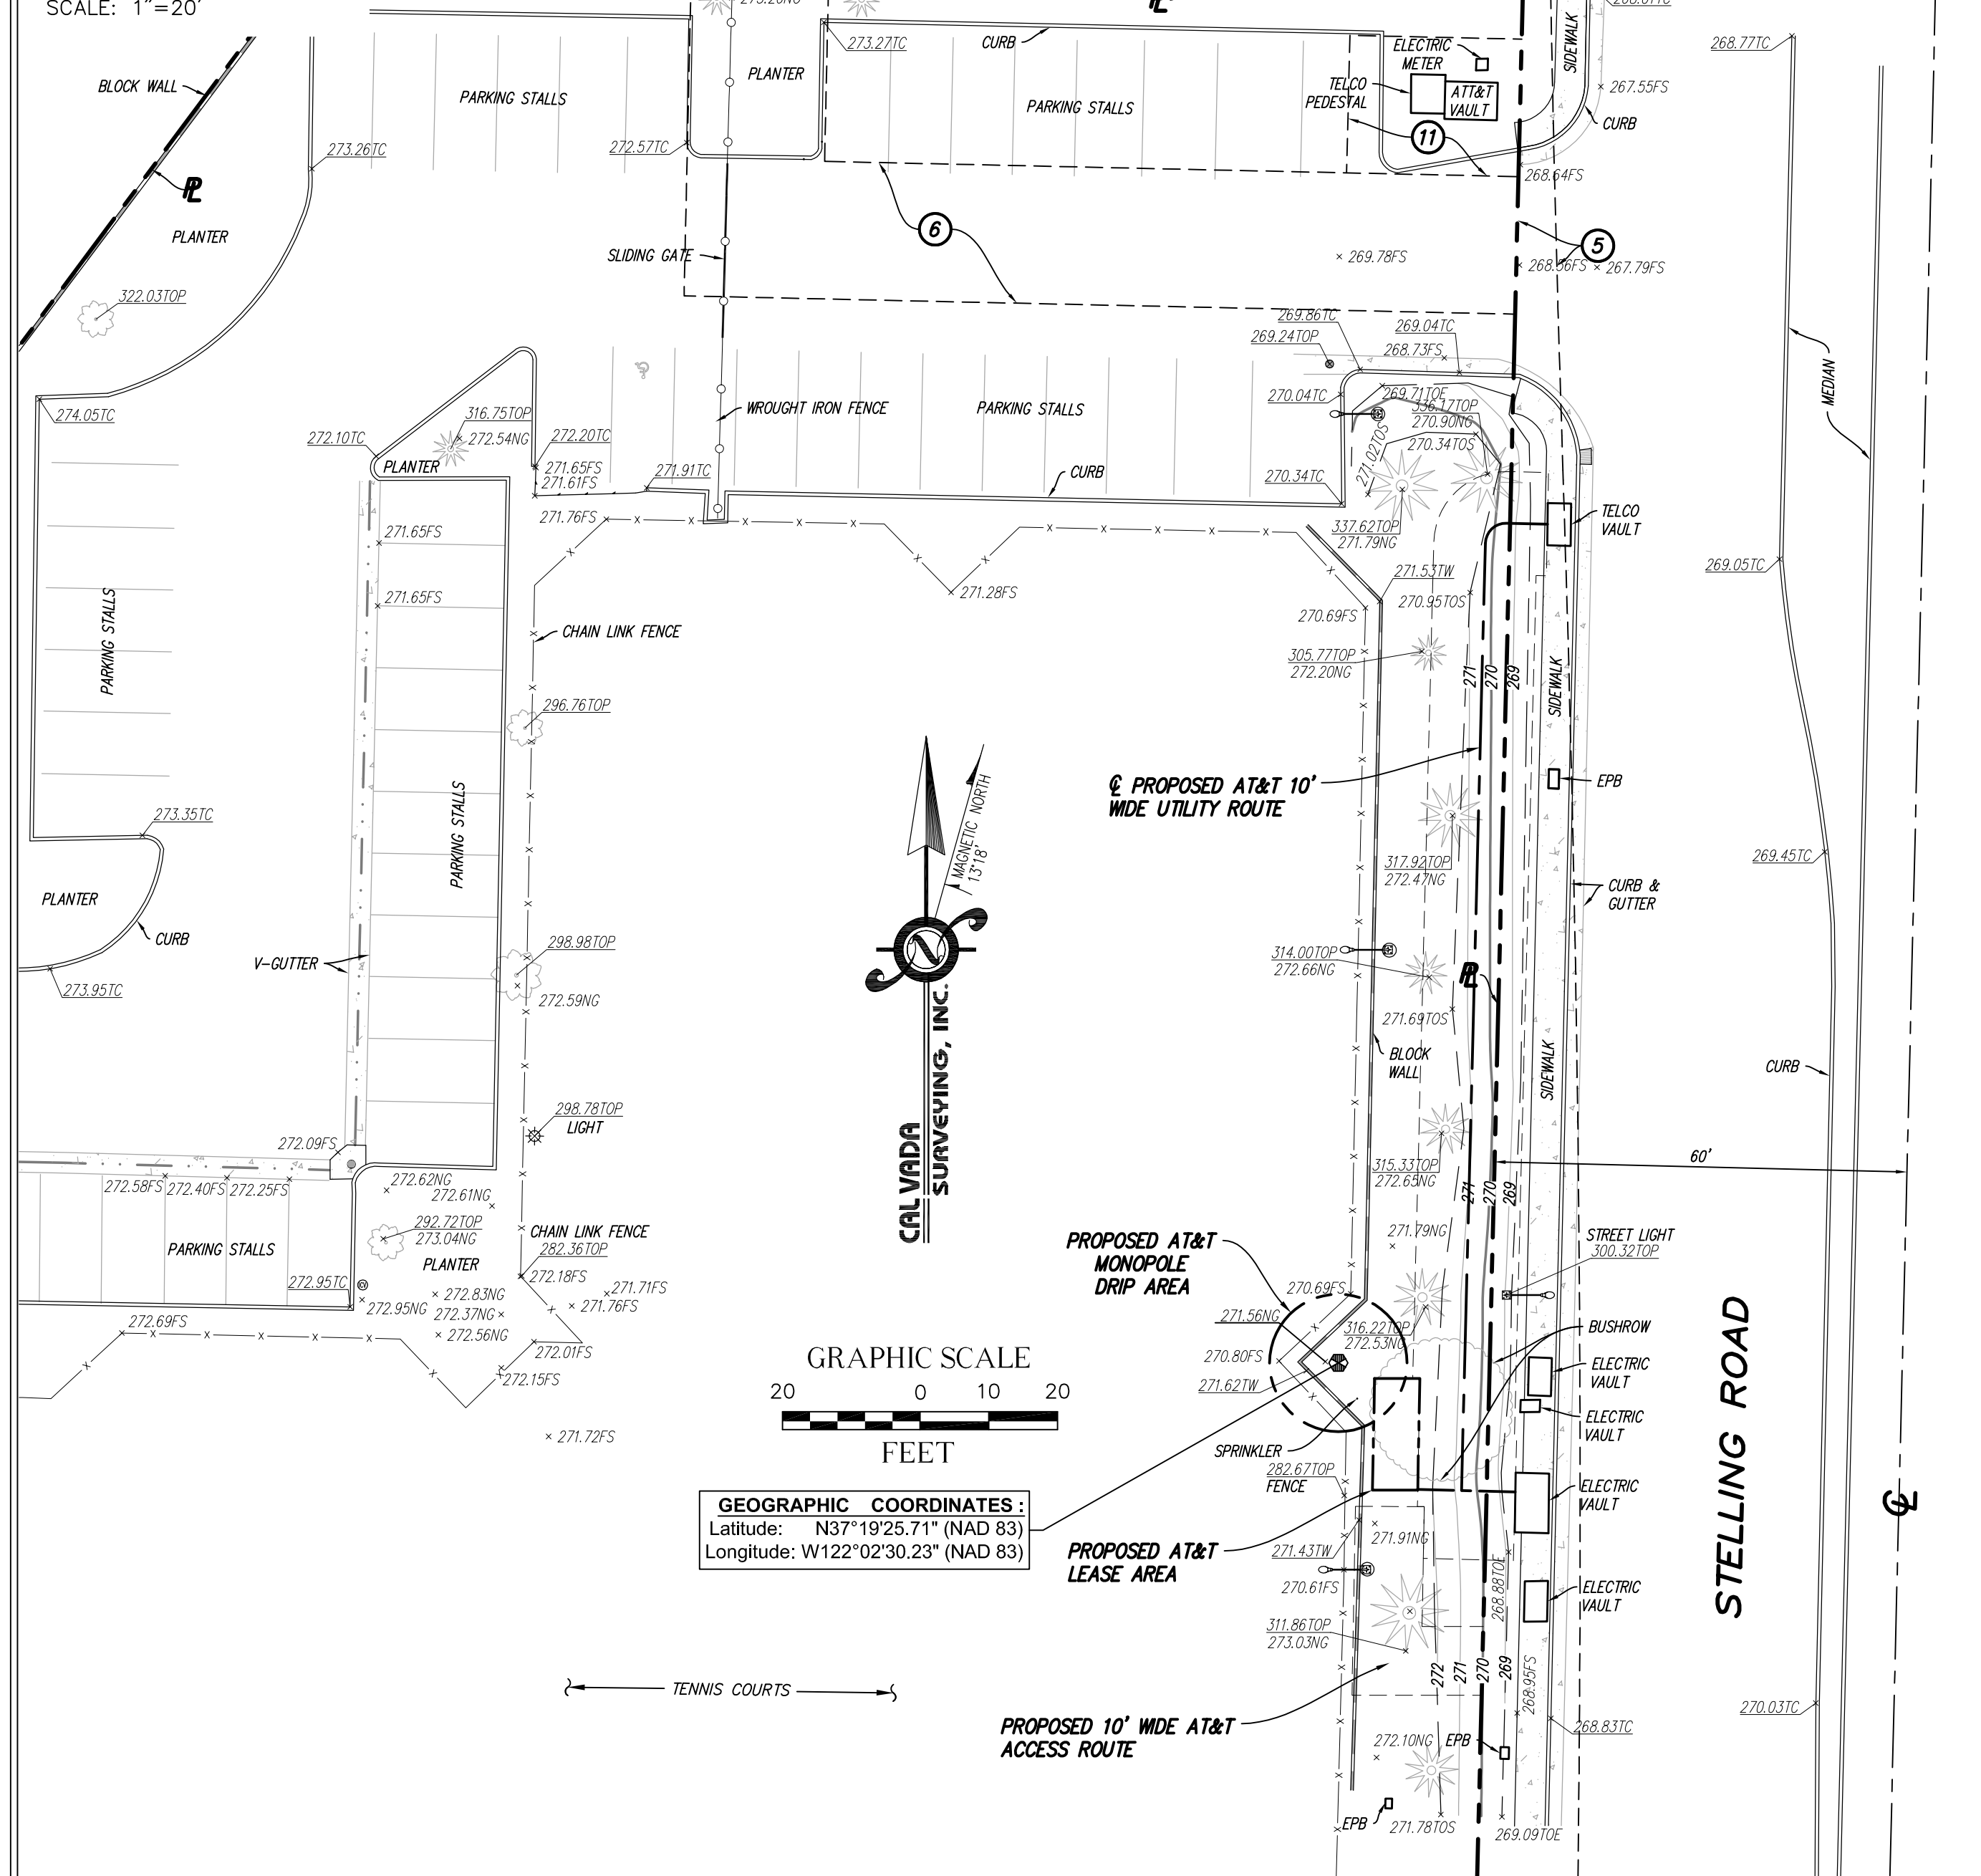 SCALE: 1"=20'
BLOCK WALL
PL
PLANTER
322.03TOP
273.26TC
PARKING STALLS
272.57TC
PLANTER
273.27TC
CURB
PARKING STALLS
ELECTRIC
METER
TELCO
PEDESTAL
ATT&T
VAULT
11
SIDEWALK
267.55FS
CURB
268.64FS
268.77TC
6
5
SLIDING GATE
269.78FS
267.79FS
269.86TC
269.24TOP
269.04TC
268.73FS
269.71TOE
270.04TC
336.17TOP
270.90NG
270.34TOS
271.02TOS
MEDIAN
274.05TC
272.10TC
PLANTER
316.75TOP
272.54NG
272.20TC
271.65FS
271.61FS
271.91TC
WROUGHT IRON FENCE
PARKING STALLS
CURB
270.34TC
271.76FS
337.62TOP
271.79NG
TELCO
VAULT
269.05TC
271.65FS
271.65FS
PARKING STALLS
271.28FS
271.53TW
270.95TOS
270.69FS
CHAIN LINK FENCE
305.77TOP
272.20NG
271
270
269
SIDEWALK
296.76TOP
CL PROPOSED AT&T 10'
WIDE UTILITY ROUTE
EPB
MAGNETIC NORTH
13°18'
273.35TC
PARKING STALLS
317.92TOP
272.47NG
269.45TC
PLANTER
CURB
CURB &
GUTTER
V-GUTTER
298.98TOP
272.59NG
314.00TOP
272.66NG
PL
273.95TC
271.69TOS
BLOCK
WALL
SIDEWALK
CURB
CALVADA
SURVEYING, INC.
298.78TOP
LIGHT
272.09FS
315.33TOP
272.65NG
60'
272.58FS
272.40FS
272.25FS
272.62NG
272.61NG
271
270
269
PARKING STALLS
292.72TOP
273.04NG
PLANTER
CHAIN LINK FENCE
282.36TOP
271.79NG
STREET LIGHT
300.32TOP
PROPOSED AT&T
MONOPOLE
DRIP AREA
272.95TC
272.95NG
272.83NG
272.37NG
272.56NG
272.18FS
271.71FS
271.76FS
270.69FS
271.56NG
316.22TOP
272.53NG
BUSHROW
272.69FS
272.01FS
272.15FS
270.80FS
271.62TW
ELECTRIC
VAULT
GRAPHIC SCALE
20 0 10 20
FEET
ELECTRIC
VAULT
271.72FS
SPRINKLER
282.67TOP
FENCE
ELECTRIC
VAULT
GEOGRAPHIC COORDINATES :
Latitude: N37°19'25.71" (NAD 83)
Longitude: W122°02'30.23" (NAD 83)
PROPOSED AT&T
LEASE AREA
271.43TW
271.91NG
270.61FS
268.88TOE
ELECTRIC
VAULT
STELLING ROAD
CL
311.86TOP
273.03NG
TENNIS COURTS
272
271
270
269
268.95FS
PROPOSED 10' WIDE AT&T
ACCESS ROUTE
272.10NG
EPB
268.83TC
270.03TC
EPB
271.78TOS
269.09TOE